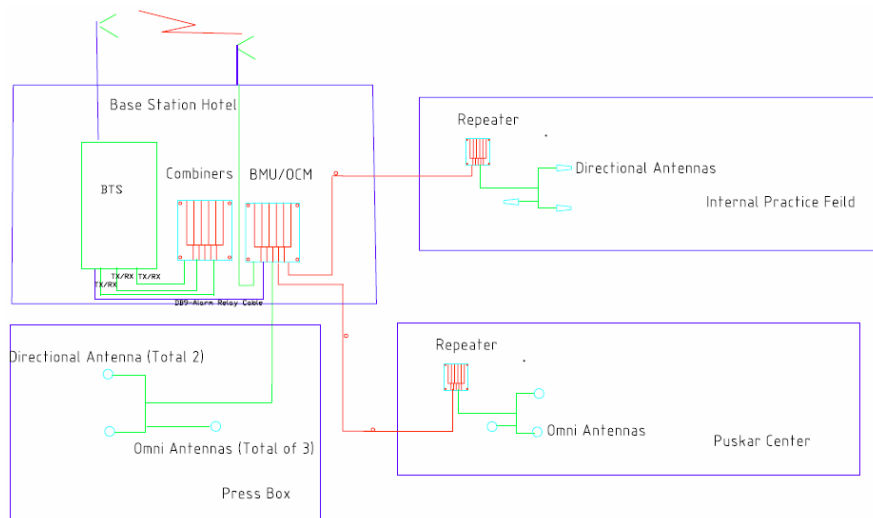 Base Station Hotel
Repeater
Combiners
BMU/OCM
Directional Antennas
BTS
Internal Practice Feild
TX/RX
TX/RX
TX/RX
DB9-Alarm Relay Cable
Repeater
Directional Antenna (Total 2)
Omni Antennas
Omni Antennas (Total of 3)
Puskar Center
Press Box